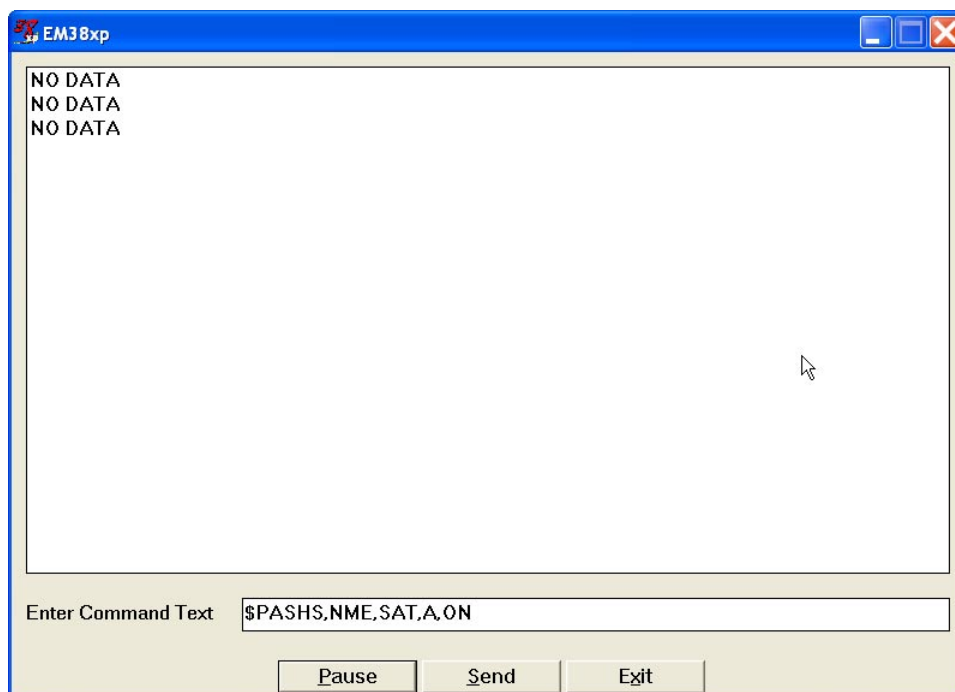 EM38xp
NO DATA
NO DATA
NO DATA
Enter Command Text $PASHS,NME,SAT,A,ON
Pause Send Exit